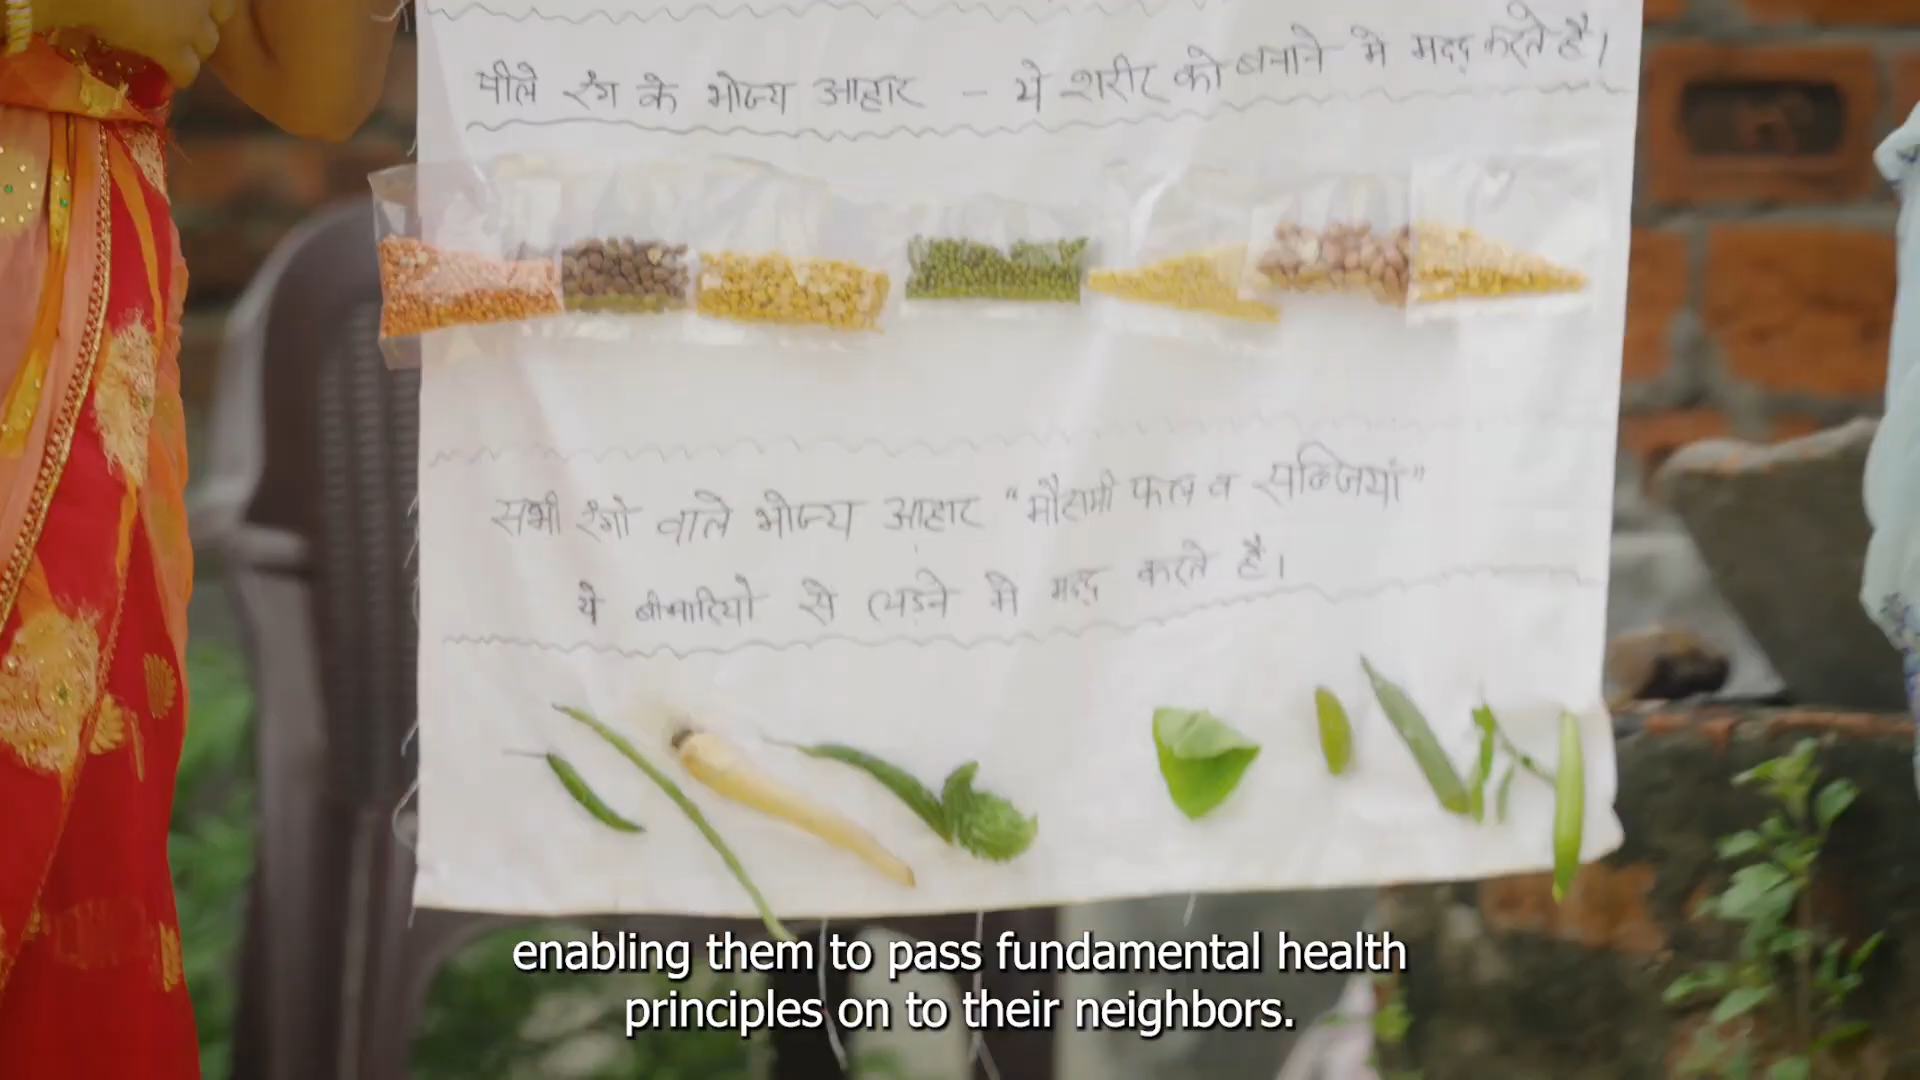 पीले रंग के भोज्य आहार - ये शरीर को बनाने मे मदद करते है।
सभी रंगो वाले भोज्य आहार "मौसमी फल व सब्जियां"
ये बीमारियो से लडने मे मदद करते है।
enabling them to pass fundamental health
principles on to their neighbors.